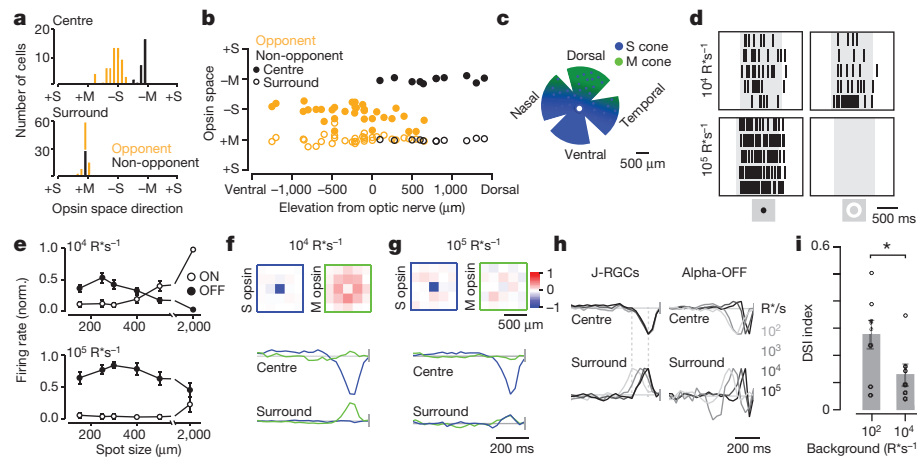 a
Centre
20
10
0
+S
+M
–S
–M
+S
Surround
60
30
Opponent
Non-opponent
+S
+M
–S
–M
+S
Opsin space direction
Number of cells
b
Opponent
Non-opponent
Centre
Surround
+S
–M
–S
+M
+S
Opsin space
Ventral
–1,000
–500
0
500
1,000
Dorsal
Elevation from optic nerve (μm)
c
S cone
M cone
Dorsal
Nasal
Temporal
Ventral
500 μm
d
10⁴ R*s⁻¹
10⁵ R*s⁻¹
500 ms
e
10⁴ R*s⁻¹
1.0
0.5
0.0
ON
OFF
200
500
2,000
10⁵ R*s⁻¹
1.0
0.5
0.0
200
500
2,000
Firing rate (norm.)
Spot size (μm)
f
10⁴ R*s⁻¹
S opsin
M opsin
Centre
Surround
g
10⁵ R*s⁻¹
S opsin
M opsin
1
0
–1
500 μm
Centre
Surround
200 ms
h
J-RGCs
Alpha-OFF
Centre
Centre
R*/s
10²
10³
10⁴
10⁵
Surround
Surround
200 ms
i
0.6
*
0
DSI index
10²
10⁴
Background (R*s⁻¹